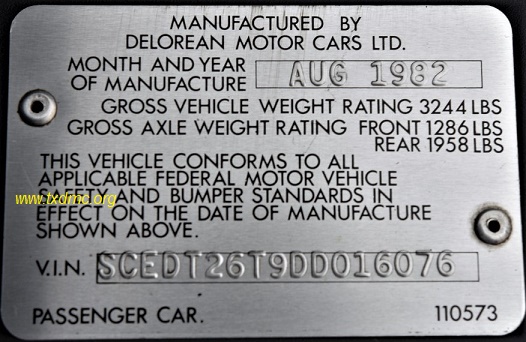 MANUFACTURED BY
DELOREAN MOTOR CARS LTD.
MONTH AND YEAR
OF MANUFACTURE AUG 1982
GROSS VEHICLE WEIGHT RATING 3244 LBS
GROSS AXLE WEIGHT RATING FRONT 1286 LBS
REAR 1958 LBS
THIS VEHICLE CONFORMS TO ALL
APPLICABLE FEDERAL MOTOR VEHICLE
SAFETY AND BUMPER STANDARDS IN
www.txdmc.org
EFFECT ON THE DATE OF MANUFACTURE
SHOWN ABOVE.
V.I.N. SCEDT26T9DD016076
PASSENGER CAR. 110573